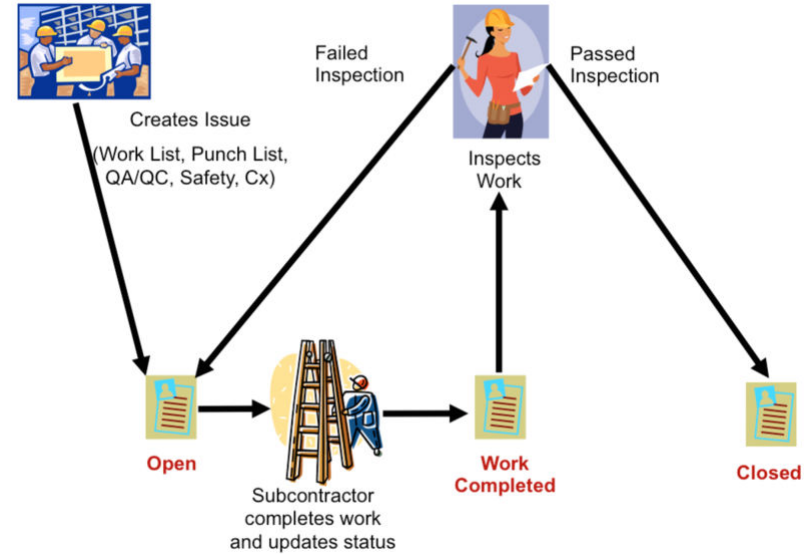 Failed
Inspection
Passed
Inspection
Creates Issue
(Work List, Punch List,
QA/QC, Safety, Cx)
Inspects
Work
Open
Subcontractor
completes work
and updates status
Work
Completed
Closed